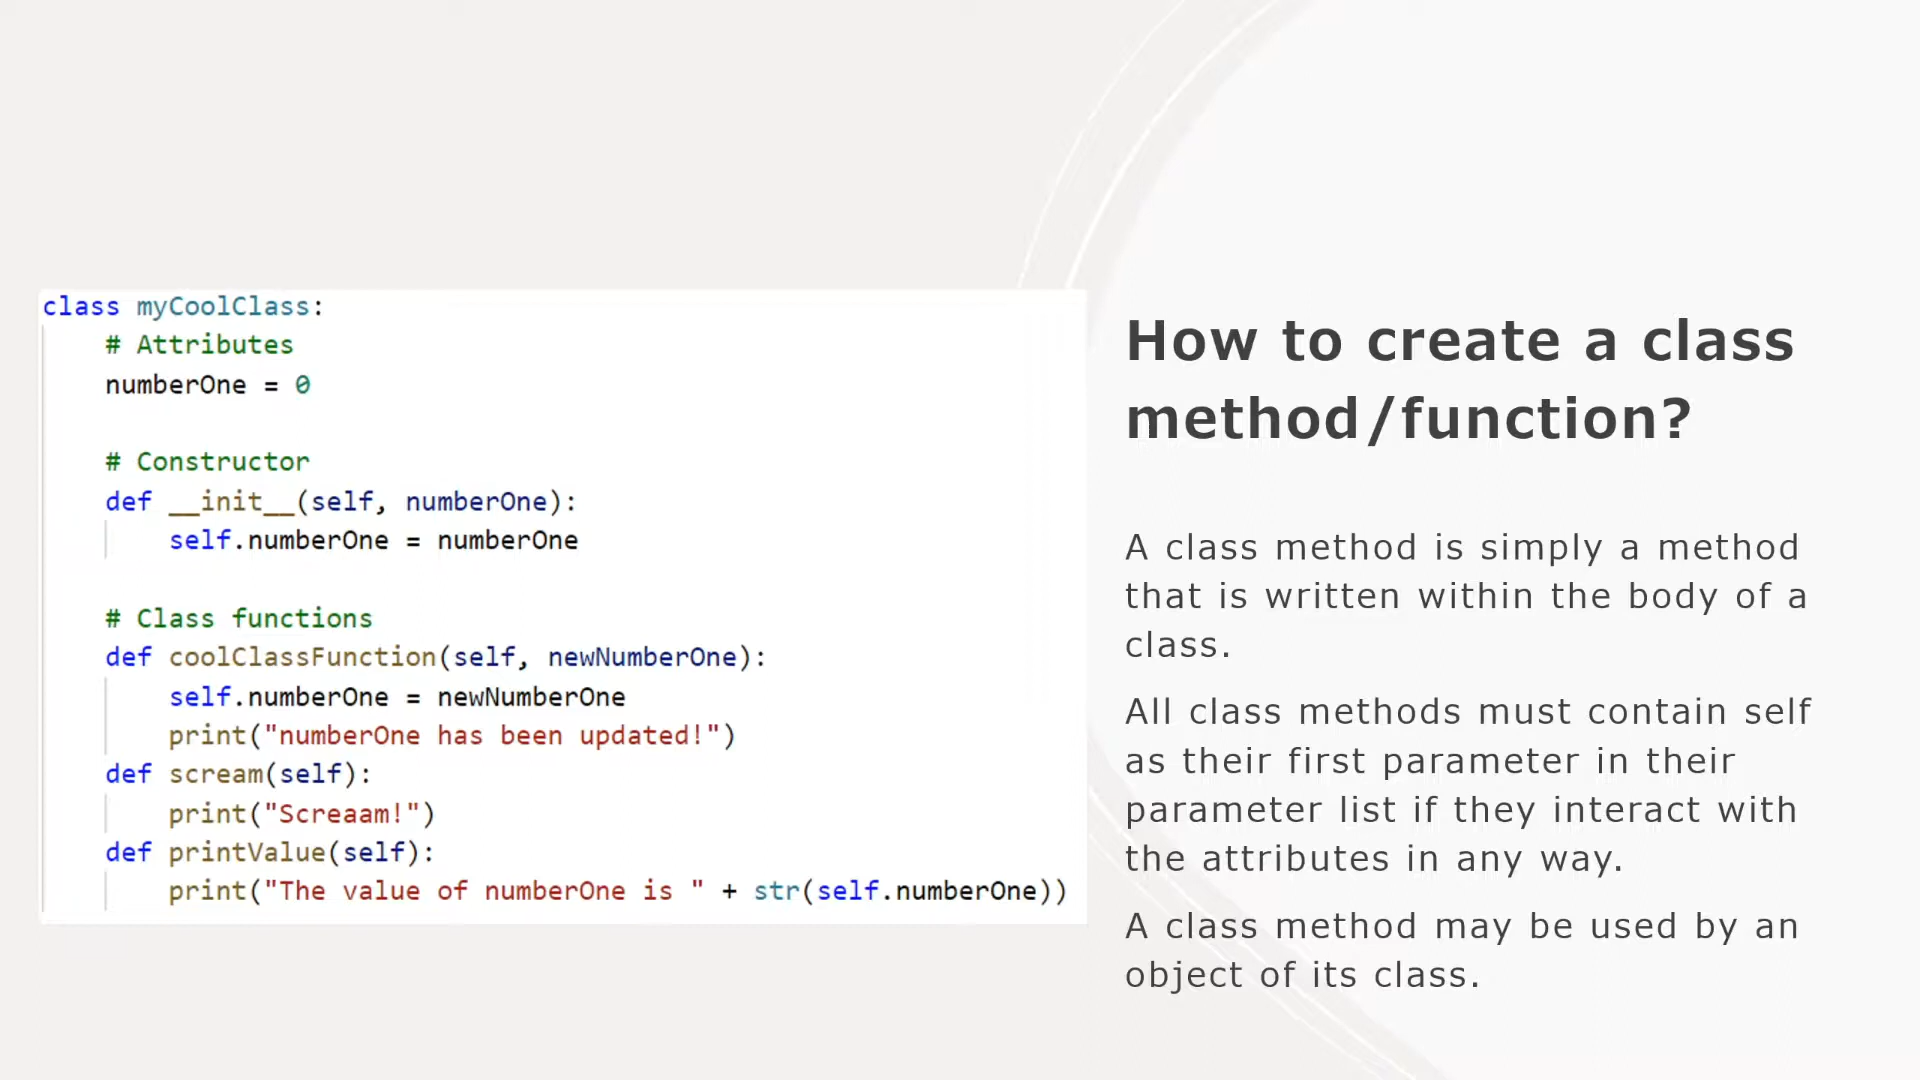 class myCoolClass:
    # Attributes
    numberOne = 0
    # Constructor
    def __init__(self, numberOne):
        self.numberOne = numberOne
    # Class functions
    def coolClassFunction(self, newNumberOne):
        self.numberOne = newNumberOne
        print("numberOne has been updated!")
    def scream(self):
        print("Screaam!")
    def printValue(self):
        print("The value of numberOne is " + str(self.numberOne))
How to create a class
method/function?
A class method is simply a method
that is written within the body of a
class.
All class methods must contain self
as their first parameter in their
parameter list if they interact with
the attributes in any way.
A class method may be used by an
object of its class.